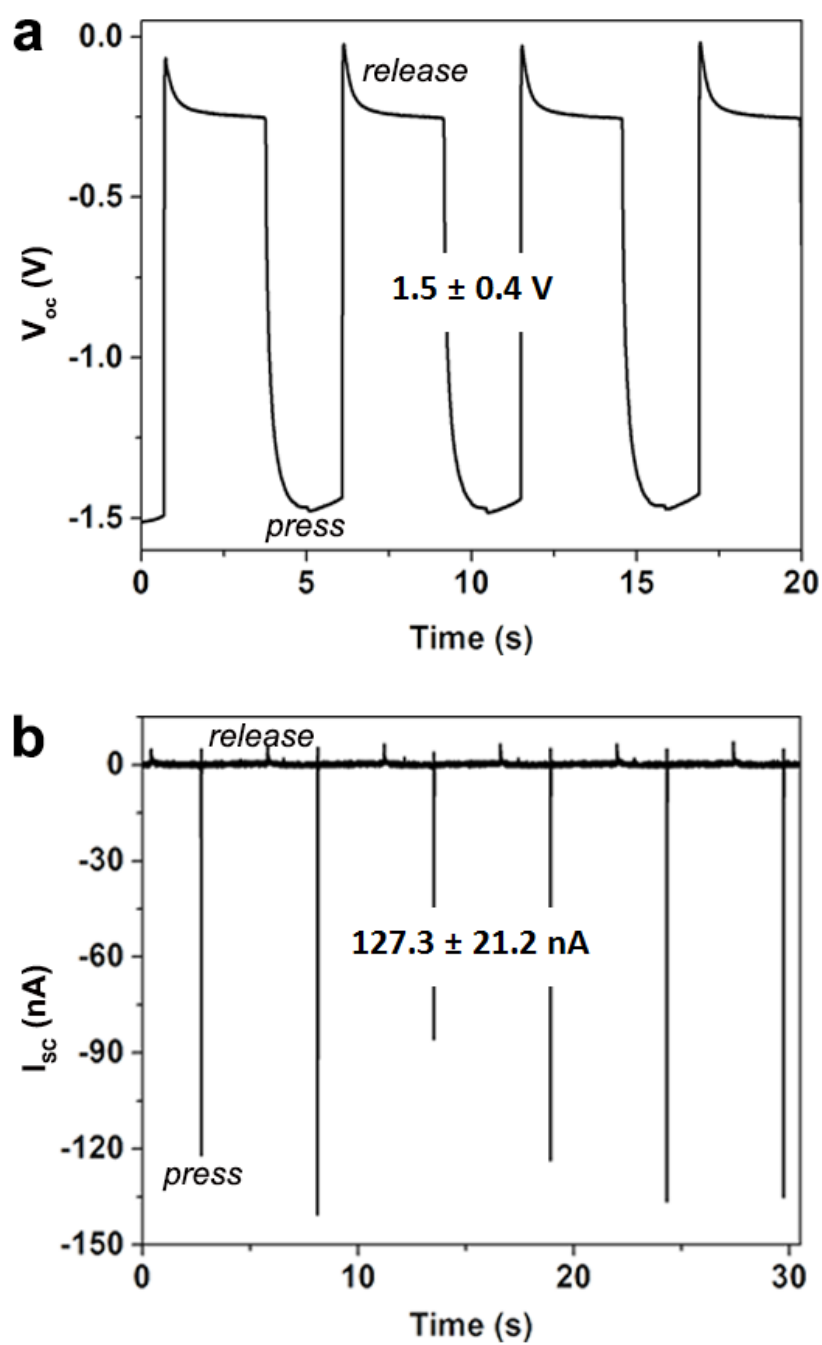 a
0.0
release
-0.5
1.5 ± 0.4 V
Voc (V)
-1.0
-1.5
press
0 5 10 15 20
Time (s)
b
release
0
-30
127.3 ± 21.2 nA
-60
ISC (nA)
-90
-120
press
-150
0 10 20 30
Time (s)